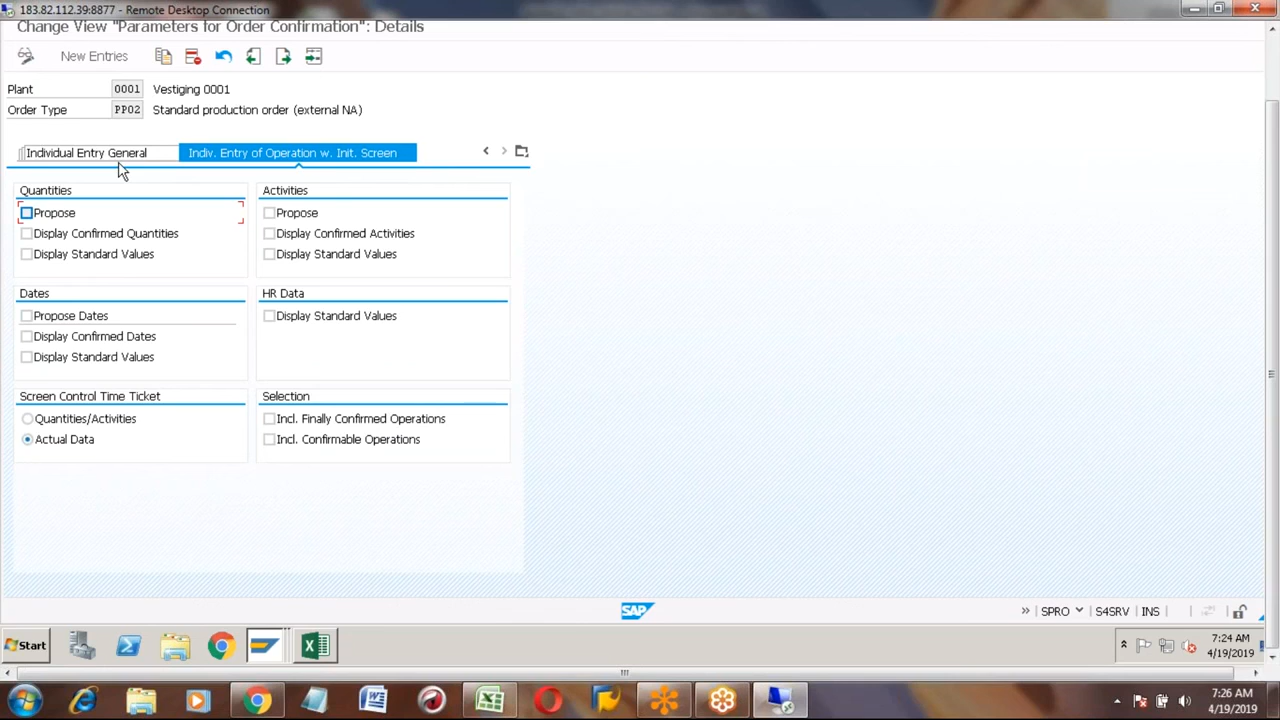 183.82.112.39:8877 - Remote Desktop Connection
Change View "Parameters for Order Confirmation": Details
New Entries
Plant 0001 Vestiging 0001
Order Type PP02 Standard production order (external NA)
Individual Entry General Indiv. Entry of Operation w. Init. Screen
Quantities Activities
Propose Propose
Display Confirmed Quantities Display Confirmed Activities
Display Standard Values Display Standard Values
Dates HR Data
Propose Dates Display Standard Values
Display Confirmed Dates
Display Standard Values
Screen Control Time Ticket Selection
Quantities/Activities Incl. Finally Confirmed Operations
Actual Data Incl. Confirmable Operations
SAP SPRO S4SRV INS
Start 7:24 AM
4/19/2019
7:26 AM
4/19/2019